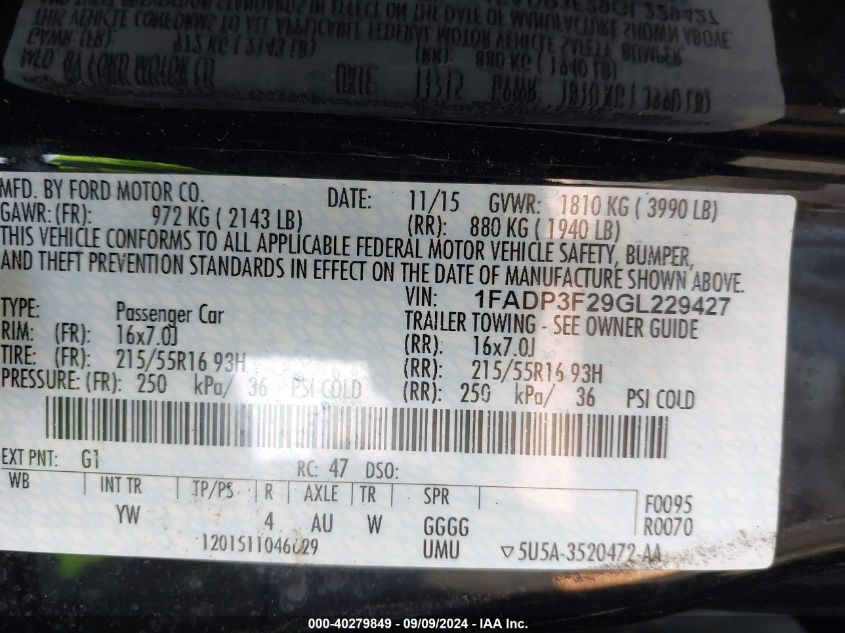 MFD. BY FORD MOTOR CO. DATE: 11/15 GVWR: 1810 KG ( 3990 LB)
GAWR: (FR): 972 KG ( 2143 LB) (RR): 880 KG ( 1940 LB)
THIS VEHICLE CONFORMS TO ALL APPLICABLE FEDERAL MOTOR VEHICLE SAFETY, BUMPER,
AND THEFT PREVENTION STANDARDS IN EFFECT ON THE DATE OF MANUFACTURE SHOWN ABOVE.
VIN: 1FADP3F29GL229427
TYPE: Passenger Car TRAILER TOWING - SEE OWNER GUIDE
RIM: (FR): 16x7.0J (RR): 16x7.0J
TIRE: (FR): 215/55R16 93H (RR): 215/55R16 93H
PRESSURE: (FR): 250 kPa/ 36 PSI COLD (RR): 250 kPa/ 36 PSI COLD
EXT PNT: G1 RC: 47 DSO:
WB INT TR TP/PS R AXLE TR SPR F0095
YW 4 AU W GGGG R0070
1201511046629 UMU ▽5U5A-3520472-AA
000-40279849 - 09/09/2024 - IAA Inc.